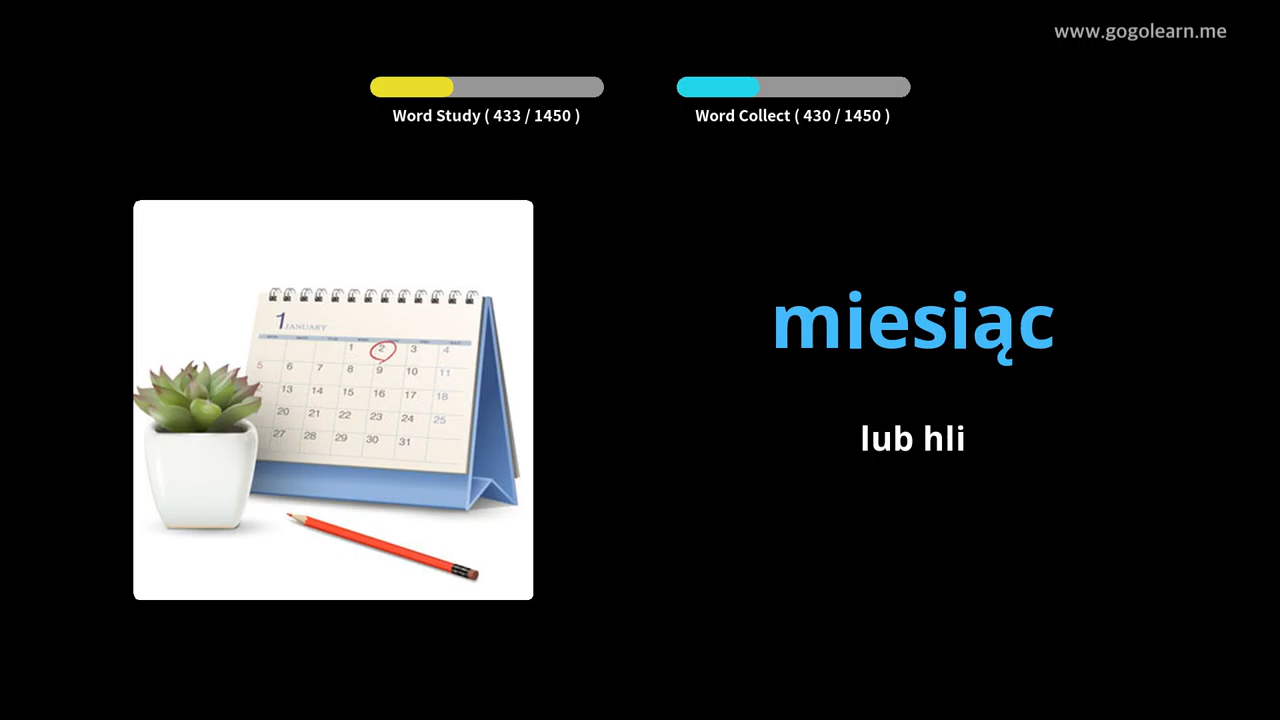 www.gogolearn.me
Word Study ( 433 / 1450 )
Word Collect ( 430 / 1450 )
miesiąc
lub hli
1 JANUARY
1 2 3 4
5 6 7 8 9 10 11
13 14 15 16 17 18
20 21 22 23 24 25
27 28 29 30 31